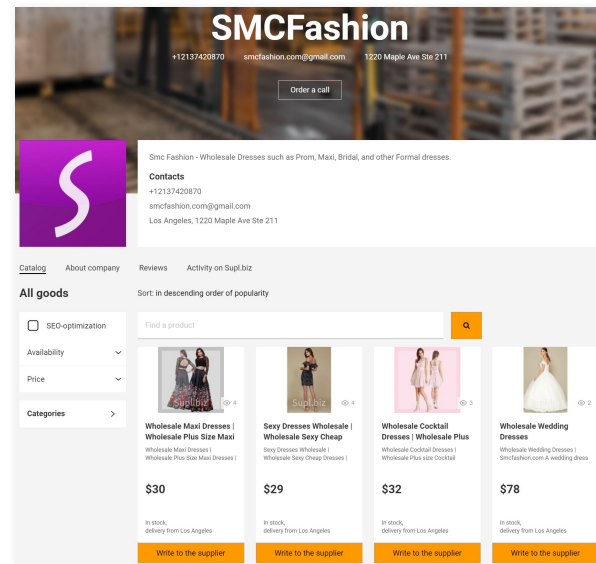 SMCFashion
+12137420870 smcfashion.com@gmail.com 1220 Maple Ave Ste 211
Order a call
Smc Fashion - Wholesale Dresses such as Prom, Maxi, Bridal, and other Formal dresses.
Contacts
+12137420870
smcfashion.com@gmail.com
Los Angeles, 1220 Maple Ave Ste 211
Catalog About company Reviews Activity on Supl.biz
All goods Sort: in descending order of popularity
SEO-optimization
Find a product
Availability
Price
Categories
Supl.biz 4
Supl.biz 4
3
2
Wholesale Maxi Dresses |
Wholesale Plus Size Maxi
Wholesale Maxi Dresses |
Wholesale Plus Size Maxi Dresses |
$30
In stock,
delivery from Los Angeles
Write to the supplier
Sexy Dresses Wholesale |
Wholesale Sexy Cheap
Sexy Dresses Wholesale |
Wholesale Sexy Cheap Dresses |
$29
In stock,
delivery from Los Angeles
Write to the supplier
Wholesale Cocktail
Dresses | Wholesale Plus
Wholesale Cocktail Dresses |
Wholesale Plus size Cocktail
$32
In stock,
delivery from Los Angeles
Write to the supplier
Wholesale Wedding
Dresses
Wholesale Wedding Dresses |
Smcfashion.com A wedding dress
$78
In stock,
delivery from Los Angeles
Write to the supplier